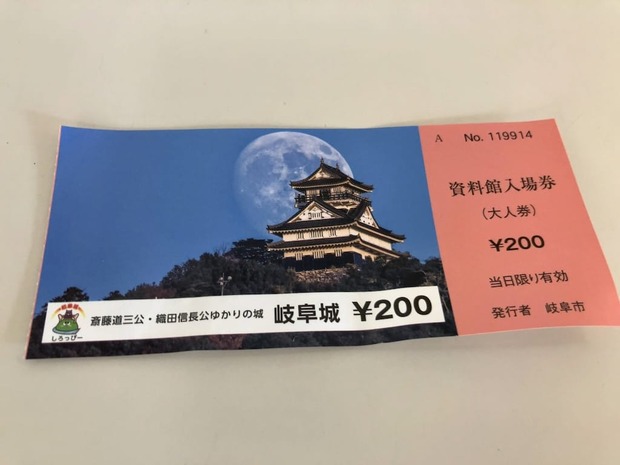 A No. 119914
資料館入場券
(大人券)
¥200
当日限り有効
発行者 岐阜市
斎藤道三公・織田信長公ゆかりの城 岐阜城 ¥200
しろっぴー